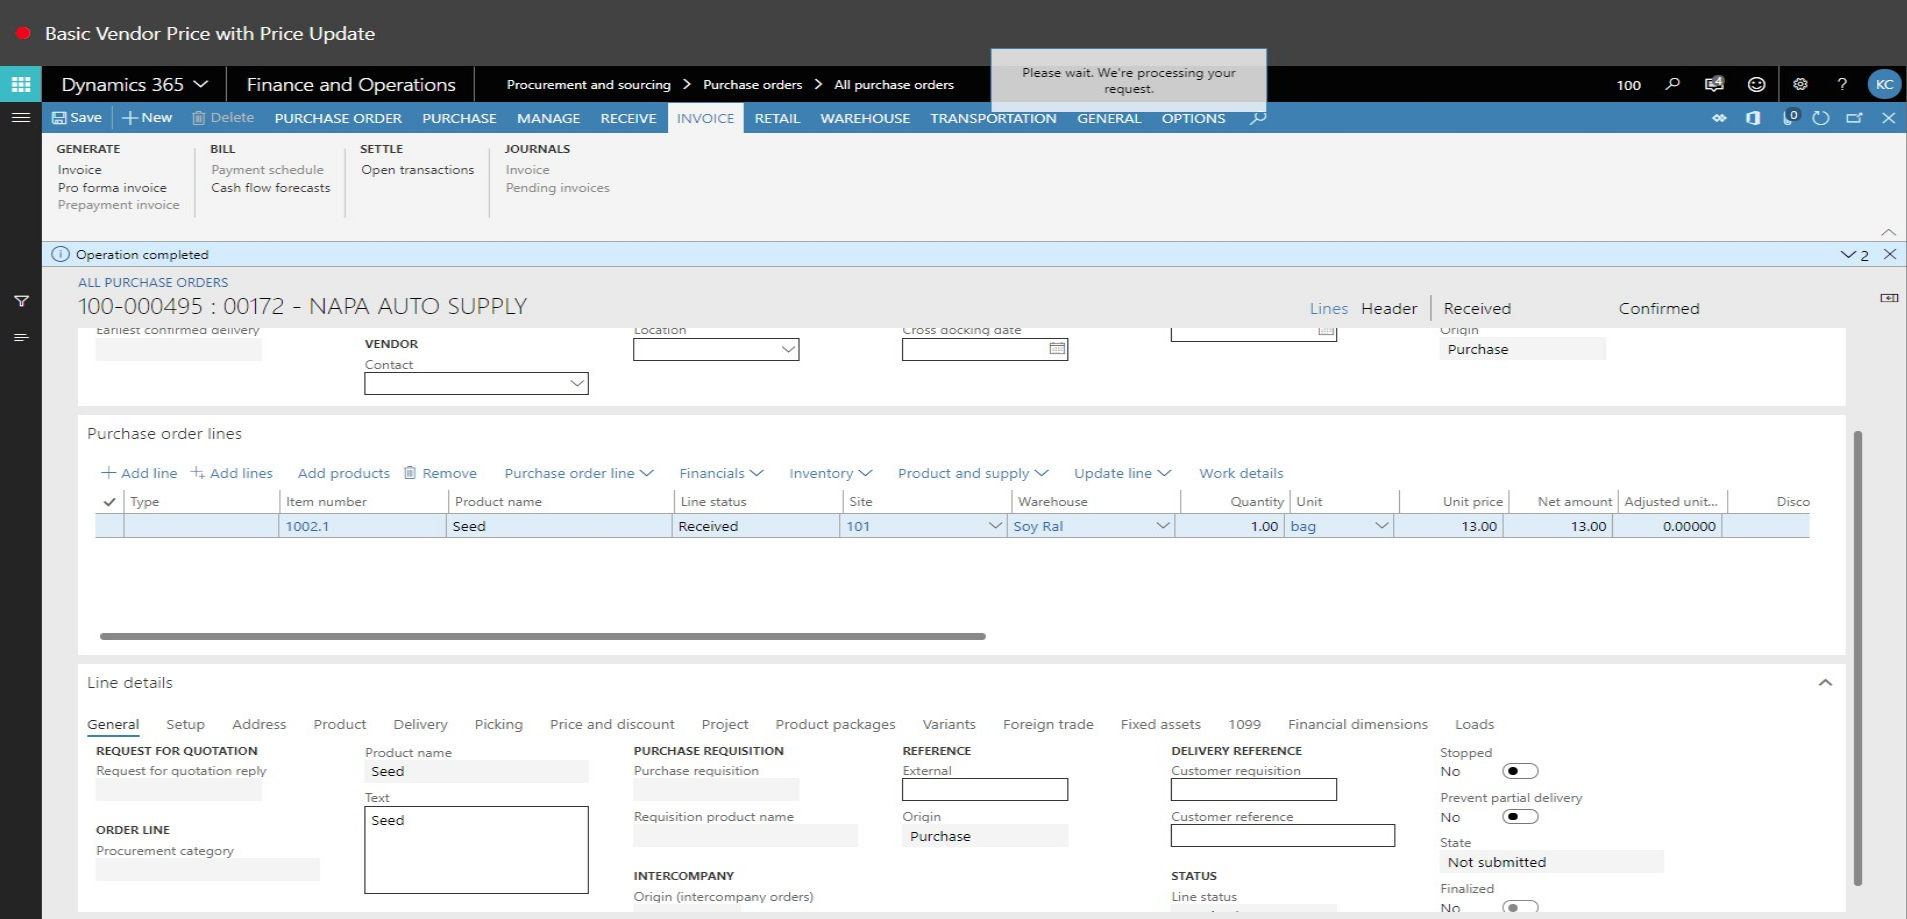 Basic Vendor Price with Price Update
Dynamics 365
Finance and Operations
Procurement and sourcing > Purchase orders > All purchase orders
Please wait. We're processing your
request.
100
4
?
KC
Save
New
Delete
PURCHASE ORDER
PURCHASE
MANAGE
RECEIVE
INVOICE
RETAIL
WAREHOUSE
TRANSPORTATION
GENERAL
OPTIONS
0
GENERATE
Invoice
Pro forma invoice
Prepayment invoice
BILL
Payment schedule
Cash flow forecasts
SETTLE
Open transactions
JOURNALS
Invoice
Pending invoices
Operation completed
2
ALL PURCHASE ORDERS
100-000495 : 00172 - NAPA AUTO SUPPLY
Lines Header
Received
Confirmed
Earliest confirmed delivery
VENDOR
Contact
Location
Cross docking date
Origin
Purchase
Purchase order lines
Add line
Add lines
Add products
Remove
Purchase order line
Financials
Inventory
Product and supply
Update line
Work details
Type Item number Product name Line status Site Warehouse Quantity Unit Unit price Net amount Adjusted unit... Disco
1002.1 Seed Received 101 Soy Ral 1.00 bag 13.00 13.00 0.00000
Line details
General Setup Address Product Delivery Picking Price and discount Project Product packages Variants Foreign trade Fixed assets 1099 Financial dimensions Loads
REQUEST FOR QUOTATION
Request for quotation reply
ORDER LINE
Procurement category
Product name
Seed
Text
Seed
PURCHASE REQUISITION
Purchase requisition
Requisition product name
INTERCOMPANY
Origin (intercompany orders)
REFERENCE
External
Origin
Purchase
DELIVERY REFERENCE
Customer requisition
Customer reference
STATUS
Line status
Stopped
No
Prevent partial delivery
No
State
Not submitted
Finalized
No